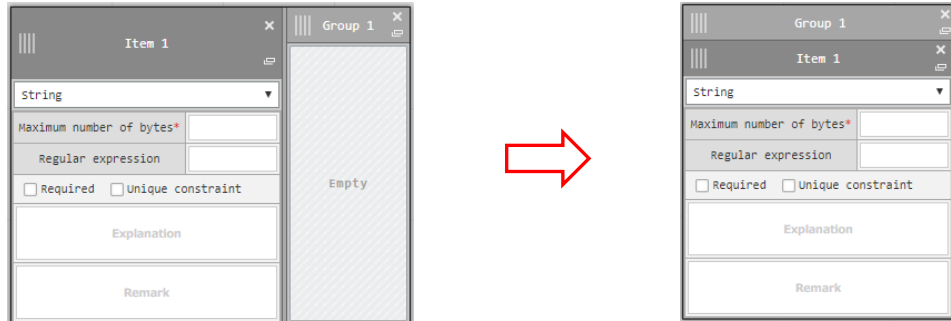 Item 1
Group 1
String
Maximum number of bytes*
Regular expression
Required
Unique constraint
Explanation
Remark
Empty
Group 1
Item 1
String
Maximum number of bytes*
Regular expression
Required
Unique constraint
Explanation
Remark